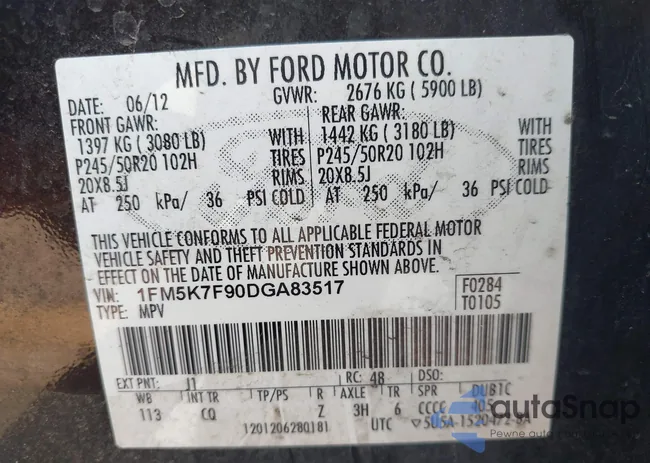 MFD. BY FORD MOTOR CO.
DATE: 06/12 GVWR: 2676 KG ( 5900 LB)
FRONT GAWR: REAR GAWR:
1397 KG ( 3080 LB) WITH 1442 KG ( 3180 LB) WITH
P245/50R20 102H TIRES P245/50R20 102H TIRES
20X8.5J RIMS 20X8.5J RIMS
AT 250 kPa/ 36 PSI COLD AT 250 kPa/ 36 PSI COLD
THIS VEHICLE CONFORMS TO ALL APPLICABLE FEDERAL MOTOR
VEHICLE SAFETY AND THEFT PREVENTION STANDARDS IN
EFFECT ON THE DATE OF MANUFACTURE SHOWN ABOVE.
VIN: 1FM5K7F90DGA83517 F0284
TYPE: MPV T0105
EXT PNT: J1 RC: 48 DSO:
WB INT TR TP/PS R AXLE TR SPR DUB1C
113 CQ Z 3H 6 CCCC
1201206280181 UTC
autoSnap
Pewne auto